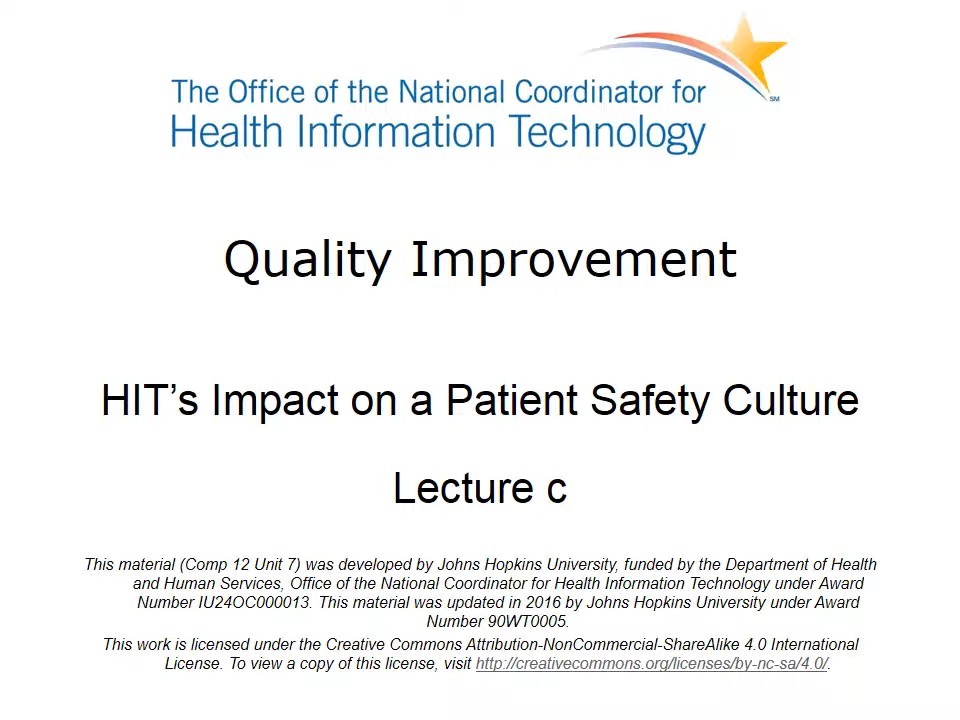 The Office of the National Coordinator for
Health Information Technology
SM
Quality Improvement
HIT's Impact on a Patient Safety Culture
Lecture c
This material (Comp 12 Unit 7) was developed by Johns Hopkins University, funded by the Department of Health
and Human Services, Office of the National Coordinator for Health Information Technology under Award
Number IU24OC000013. This material was updated in 2016 by Johns Hopkins University under Award
Number 90WT0005.
This work is licensed under the Creative Commons Attribution-NonCommercial-ShareAlike 4.0 International
License. To view a copy of this license, visit http://creativecommons.org/licenses/by-nc-sa/4.0/.